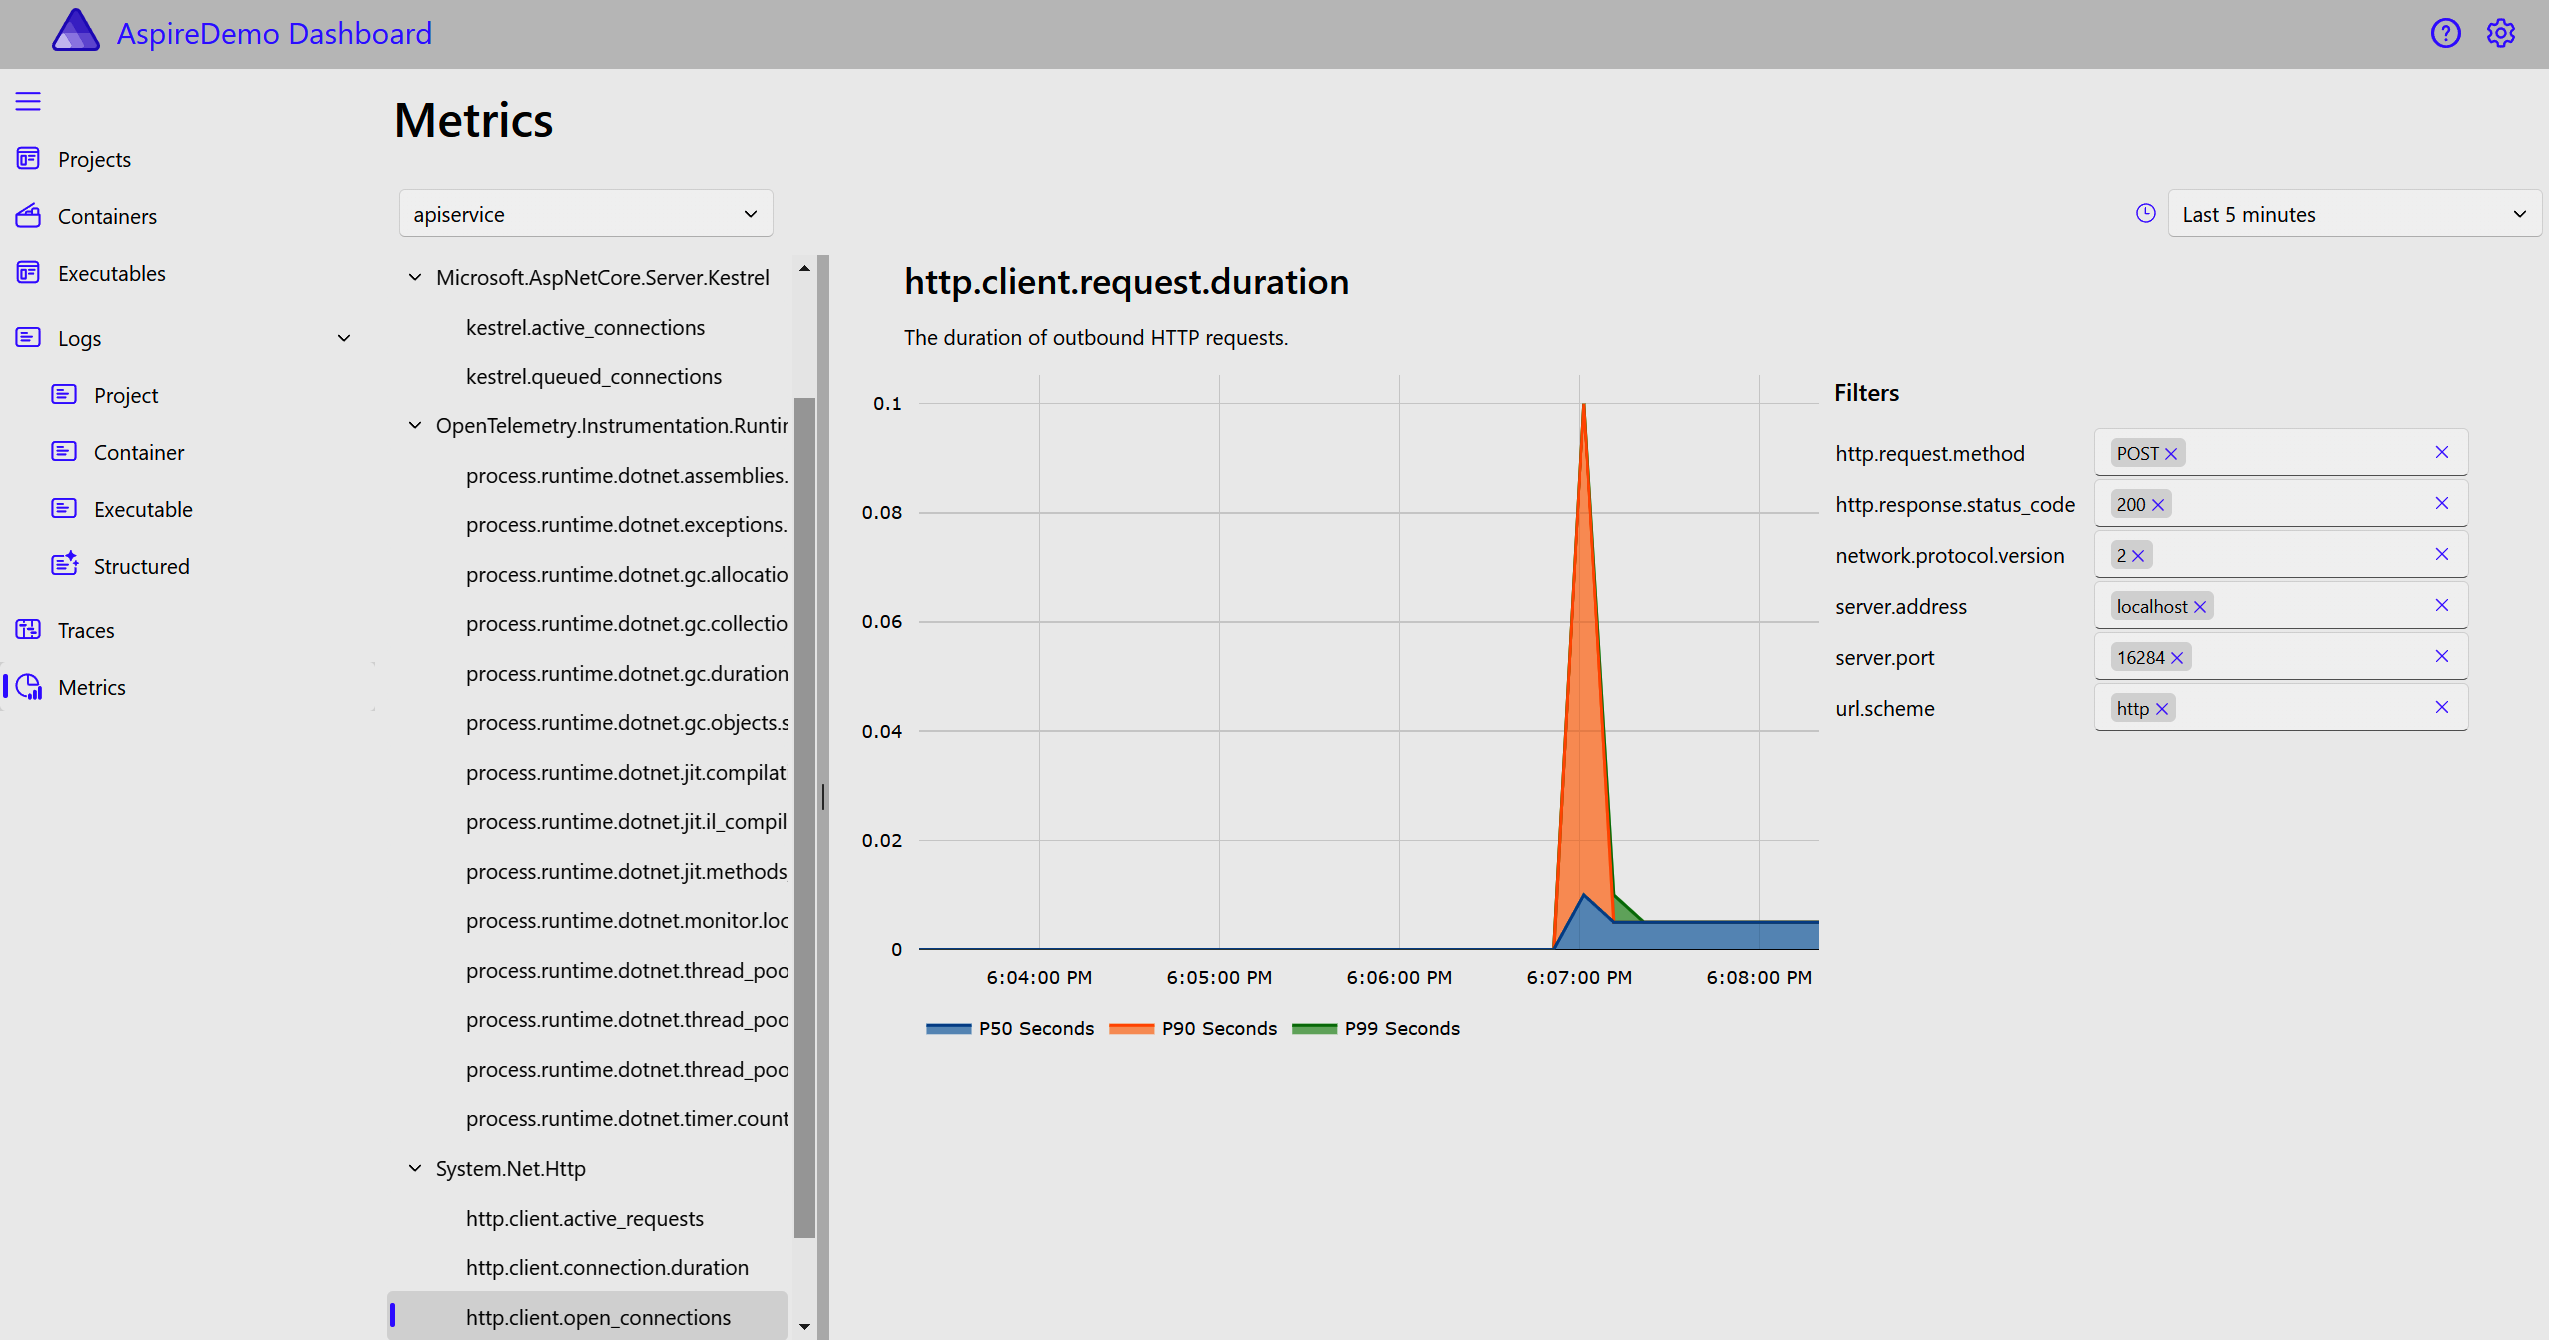 AspireDemo Dashboard
Projects
Containers
Executables
Logs
Project
Container
Executable
Structured
Traces
Metrics
Metrics
apiservice
Last 5 minutes
Microsoft.AspNetCore.Server.Kestrel
kestrel.active_connections
kestrel.queued_connections
OpenTelemetry.Instrumentation.Runtin
process.runtime.dotnet.assemblies.
process.runtime.dotnet.exceptions.
process.runtime.dotnet.gc.allocatio
process.runtime.dotnet.gc.collectio
process.runtime.dotnet.gc.duration
process.runtime.dotnet.gc.objects.s
process.runtime.dotnet.jit.compilat
process.runtime.dotnet.jit.il_compil
process.runtime.dotnet.jit.methods
process.runtime.dotnet.monitor.loc
process.runtime.dotnet.thread_poo
process.runtime.dotnet.thread_poo
process.runtime.dotnet.thread_poo
process.runtime.dotnet.timer.count
System.Net.Http
http.client.active_requests
http.client.connection.duration
http.client.open_connections
http.client.request.duration
The duration of outbound HTTP requests.
0.1
0.08
0.06
0.04
0.02
0
6:04:00 PM 6:05:00 PM 6:06:00 PM 6:07:00 PM 6:08:00 PM
P50 Seconds P90 Seconds P99 Seconds
Filters
http.request.method POST
http.response.status_code 200
network.protocol.version 2
server.address localhost
server.port 16284
url.scheme http